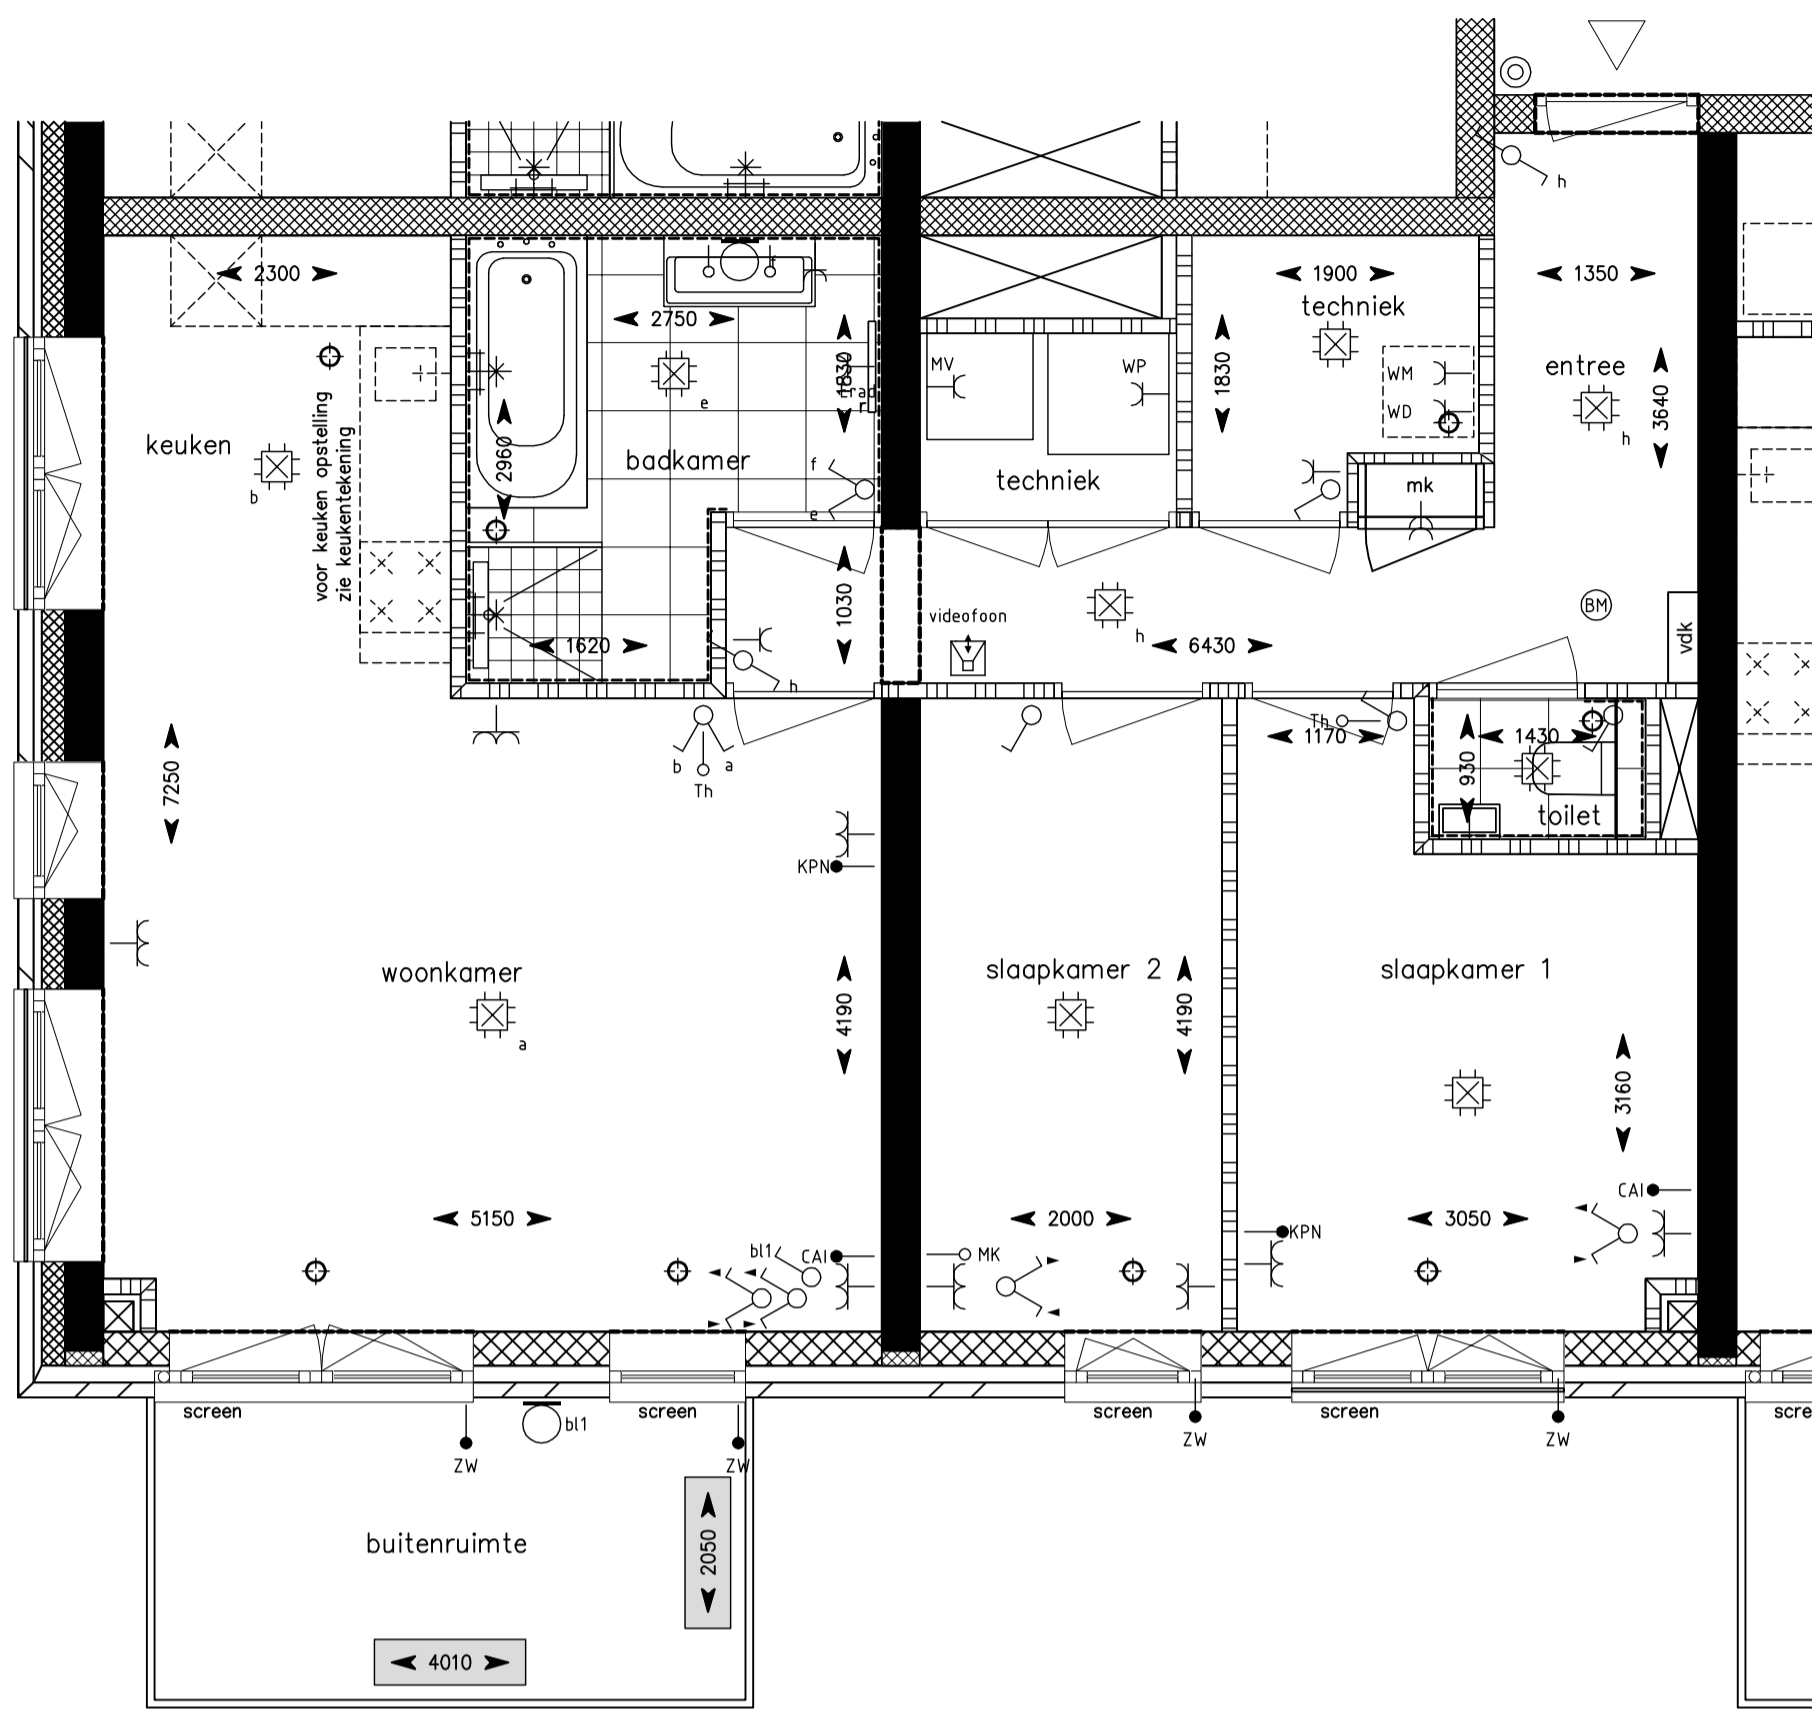 h
2300
2750
1900
1350
techniek
f
1830
1830
MV
WP
WM
WD
entree
h
3640
keuken
b
voor keuken opstelling
zie keukentekening
e
2960
badkamer
f
e
techniek
mk
1030
videofoon
h
6430
BM
vdk
1620
h
b
a
Th
Th
1170
1430
930
toilet
7250
KPN
woonkamer
a
4190
slaapkamer 2
4190
slaapkamer 1
3160
5150
2000
3050
CAI
KPN
bl1
CAI
MK
screen
bl1
screen
screen
screen
scre
ZW
ZW
ZW
ZW
buitenruimte
2050
4010